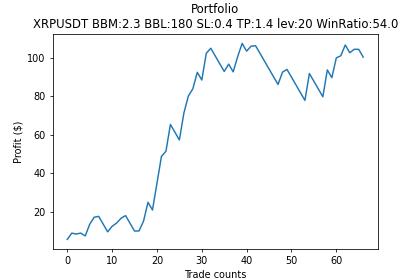 Portfolio
XRPUSDT BBM:2.3 BBL:180 SL:0.4 TP:1.4 lev:20 WinRatio:54.0
100
80
60
40
20
Profit ($)
0 10 20 30 40 50 60
Trade counts